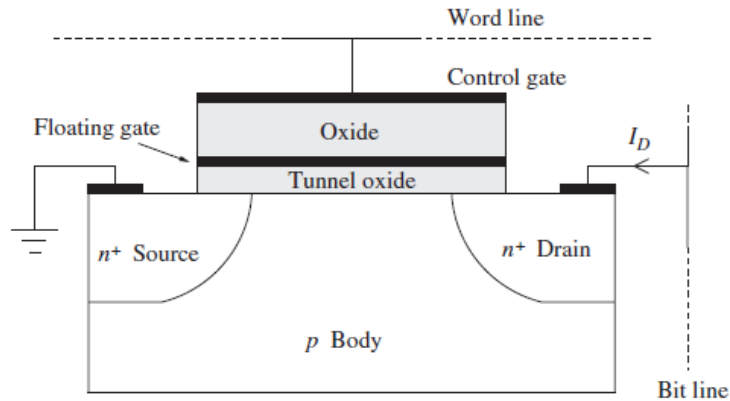 Word line
Control gate
Floating gate
Oxide
I_D
Tunnel oxide
n+ Source
n+ Drain
p Body
Bit line